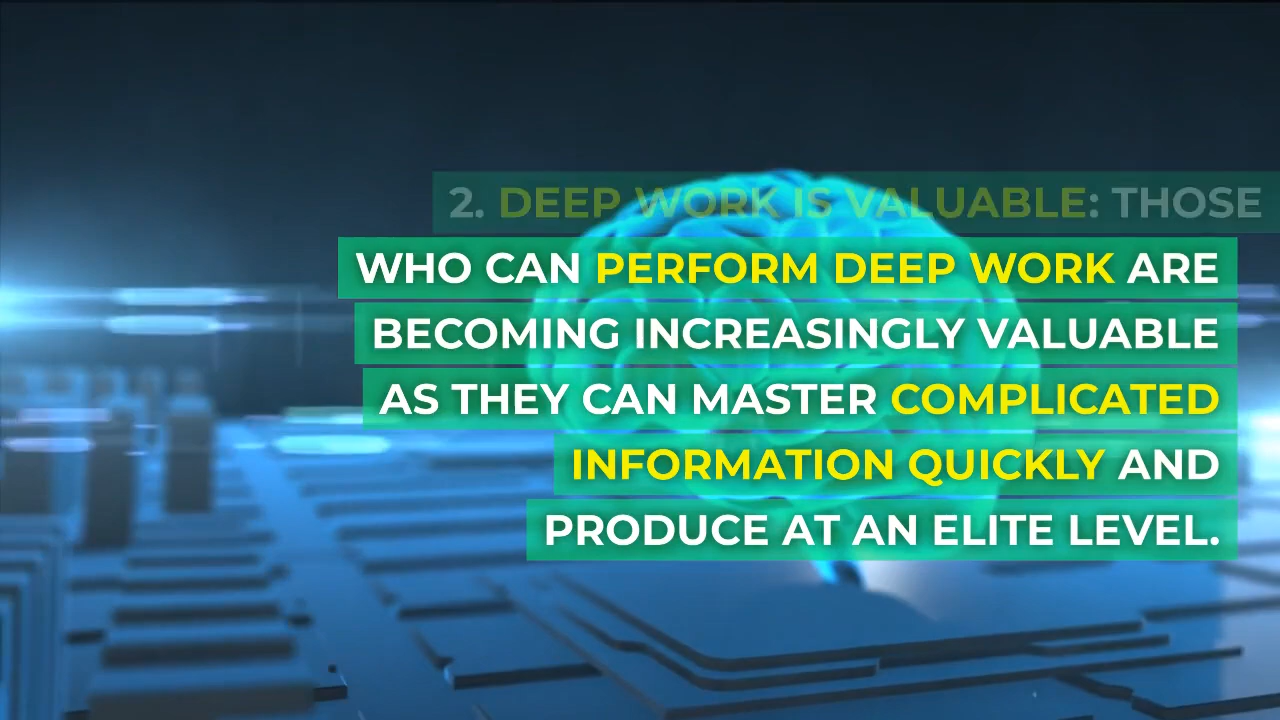 2. DEEP WORK IS VALUABLE: THOSE
WHO CAN PERFORM DEEP WORK ARE
BECOMING INCREASINGLY VALUABLE
AS THEY CAN MASTER COMPLICATED
INFORMATION QUICKLY AND
PRODUCE AT AN ELITE LEVEL.